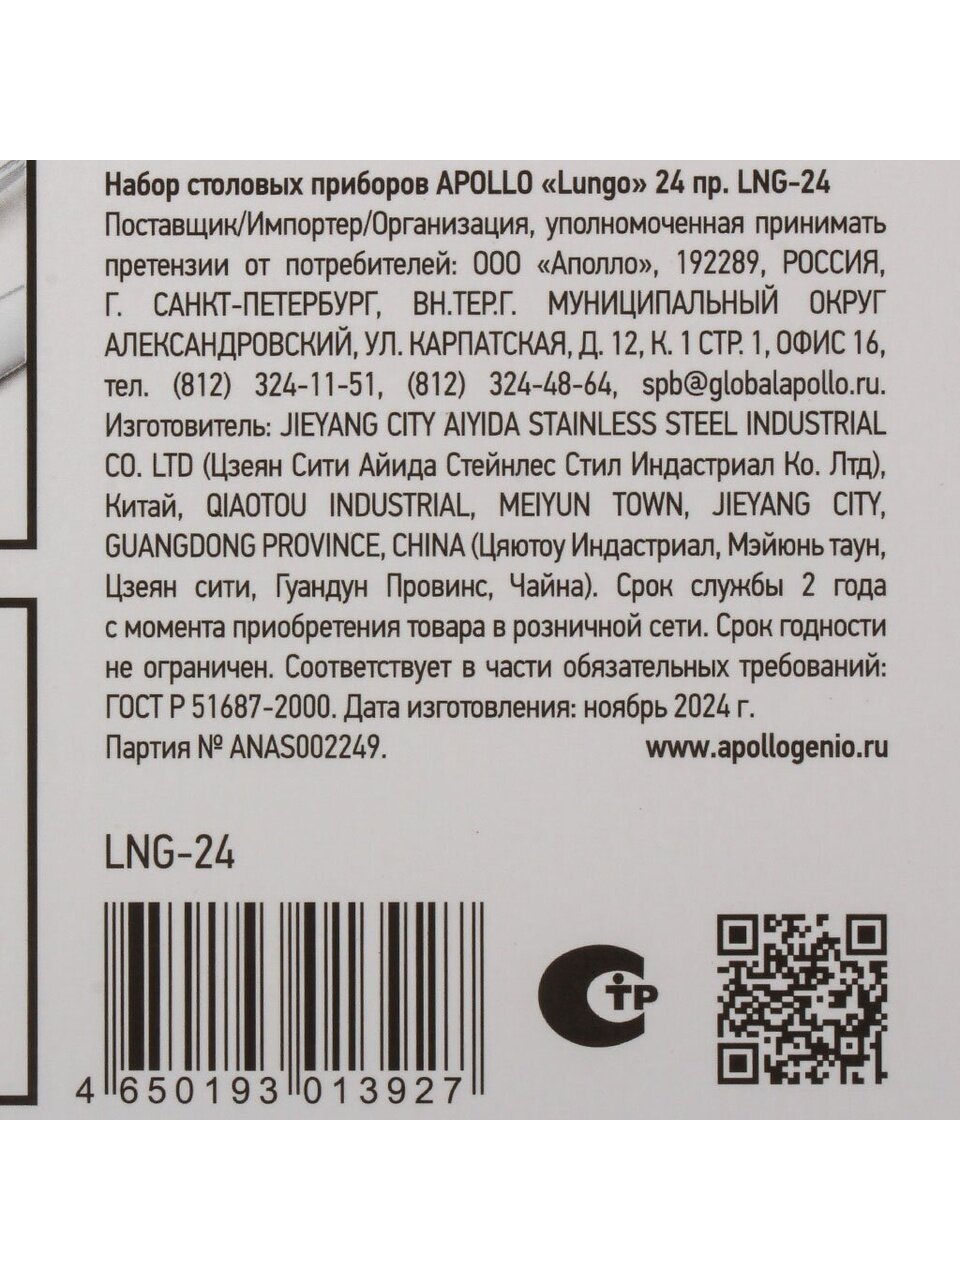 Набор столовых приборов APOLLO «Lungo» 24 пр. LNG-24
Поставщик/Импортер/Организация, уполномоченная принимать
претензии от потребителей: ООО «Аполло», 192289, РОССИЯ,
Г. САНКТ-ПЕТЕРБУРГ, ВН.ТЕР.Г. МУНИЦИПАЛЬНЫЙ ОКРУГ
АЛЕКСАНДРОВСКИЙ, УЛ. КАРПАТСКАЯ, Д. 12, К. 1 СТР. 1, ОФИС 16,
тел. (812) 324-11-51, (812) 324-48-64, spb@globalapollo.ru.
Изготовитель: JIEYANG CITY AIYIDA STAINLESS STEEL INDUSTRIAL
CO. LTD (Цзеян Сити Айида Стейнлес Стил Индастриал Ко. Лтд),
Китай, QIAOTOU INDUSTRIAL, MEIYUN TOWN, JIEYANG CITY,
GUANGDONG PROVINCE, CHINA (Цяютоу Индастриал, Мэйюнь таун,
Цзеян сити, Гуандун Провинс, Чайна). Срок службы 2 года
с момента приобретения товара в розничной сети. Срок годности
не ограничен. Соответствует в части обязательных требований:
ГОСТ Р 51687-2000. Дата изготовления: ноябрь 2024 г.
Партия № ANAS002249. www.apollogenio.ru
LNG-24
4 650193 013927
СТР